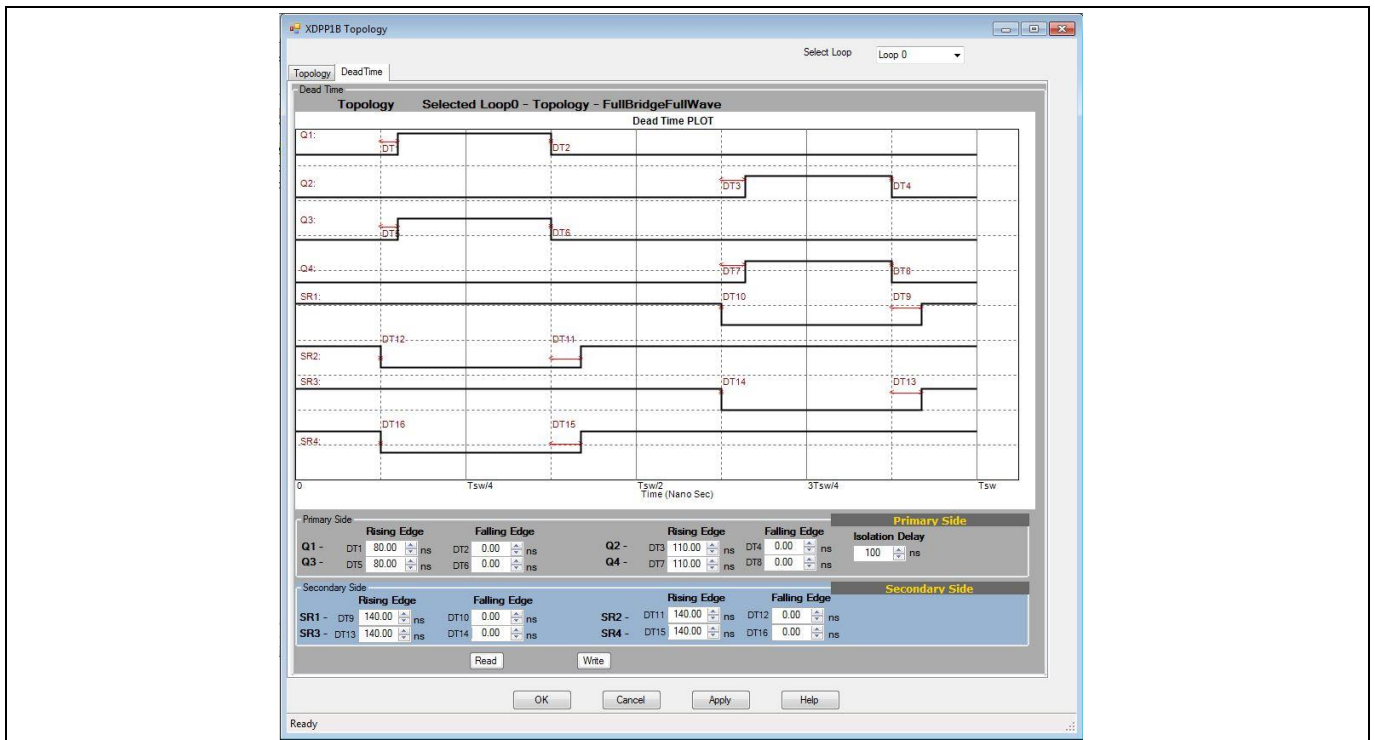 XDPP1B Topology
Select Loop Loop 0
Topology DeadTime
Dead Time
Topology Selected Loop0 - Topology - FullBridgeFullWave
Dead Time PLOT
Q1:
DT1 DT2
Q2:
DT3 DT4
Q3:
DT5 DT6
Q4:
DT7 DT8
SR1:
DT10 DT9
DT12 DT11
SR2:
SR3:
DT14 DT13
DT16 DT15
SR4:
0 Tsw/4 Tsw/2 3Tsw/4 Tsw
Time (Nano Sec)
Primary Side Primary Side
Rising Edge Falling Edge Rising Edge Falling Edge Isolation Delay
Q1 - DT1 80.00 ns DT2 0.00 ns Q2 - DT3 110.00 ns DT4 0.00 ns 100 ns
Q3 - DT5 80.00 ns DT6 0.00 ns Q4 - DT7 110.00 ns DT8 0.00 ns
Secondary Side Secondary Side
Rising Edge Falling Edge Rising Edge Falling Edge
SR1 - DT9 140.00 ns DT10 0.00 ns SR2 - DT11 140.00 ns DT12 0.00 ns
SR3 - DT13 140.00 ns DT14 0.00 ns SR4 - DT15 140.00 ns DT16 0.00 ns
Read Write
OK Cancel Apply Help
Ready